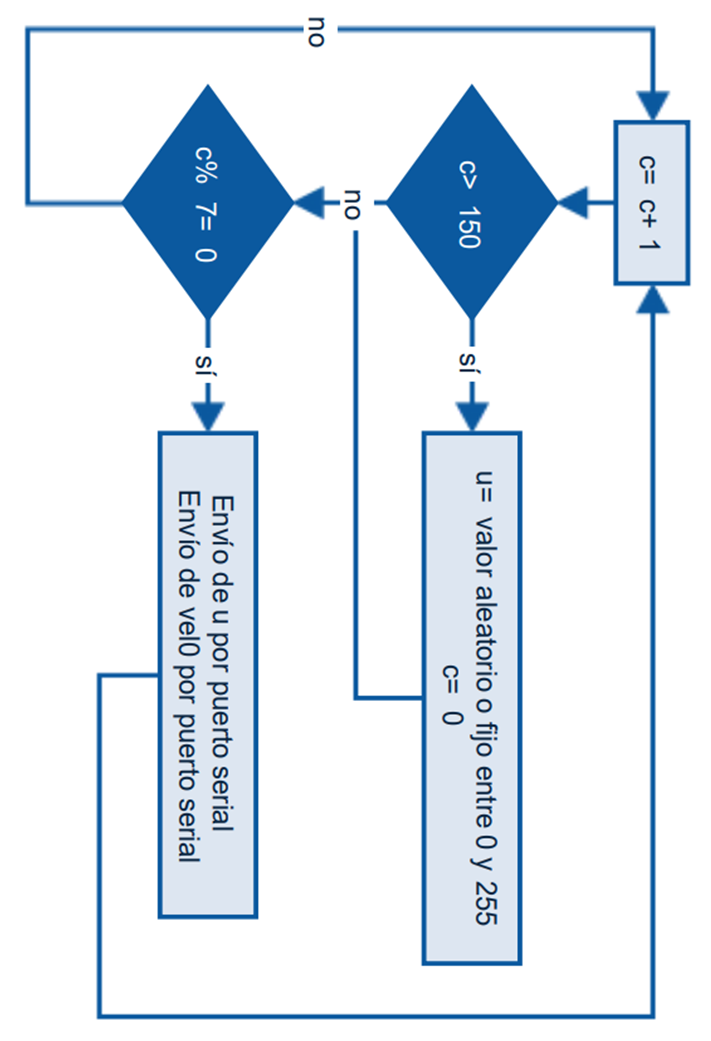 c= c+ 1
c> 150
sí
u= valor aleatorio o fijo entre 0 y 255
c= 0
no
c% 7= 0
sí
Envío de u por puerto serial
Envío de vel0 por puerto serial
no